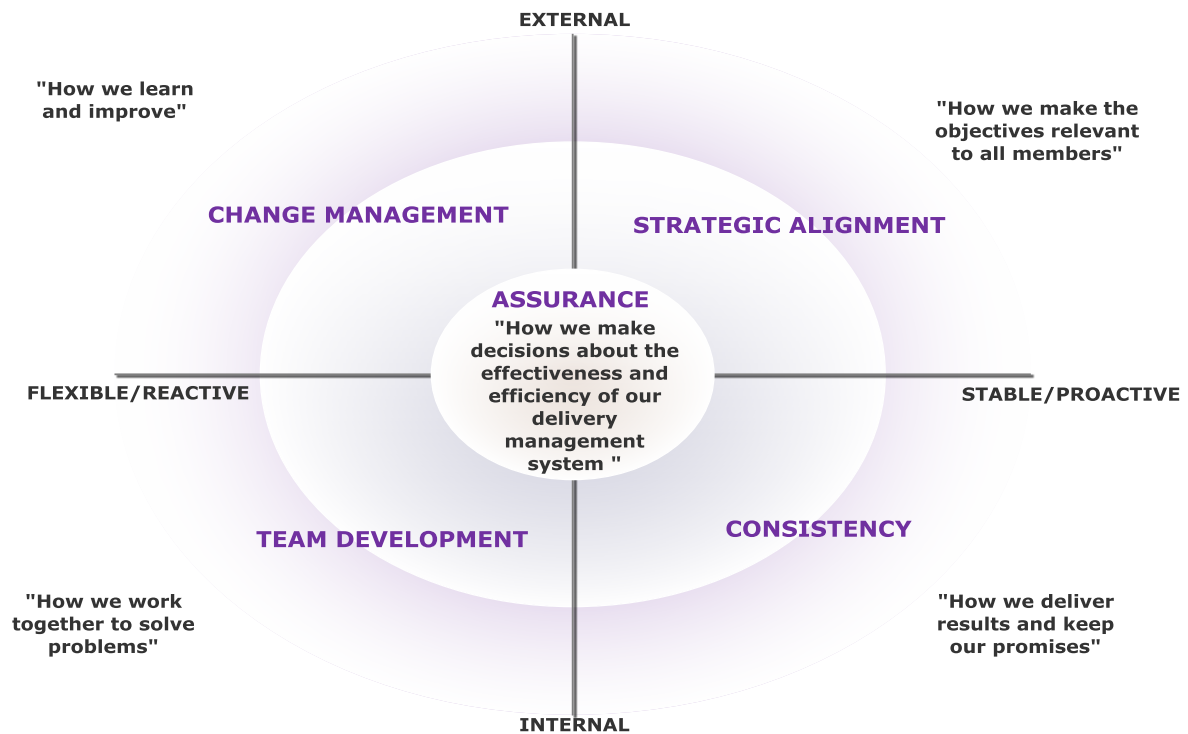 EXTERNAL
"How we learn
and improve"
"How we make the
objectives relevant
to all members"
CHANGE MANAGEMENT
STRATEGIC ALIGNMENT
ASSURANCE
"How we make
decisions about the
effectiveness and
efficiency of our
delivery
management
system "
FLEXIBLE/REACTIVE
STABLE/PROACTIVE
TEAM DEVELOPMENT
CONSISTENCY
"How we work
together to solve
problems"
"How we deliver
results and keep
our promises"
INTERNAL